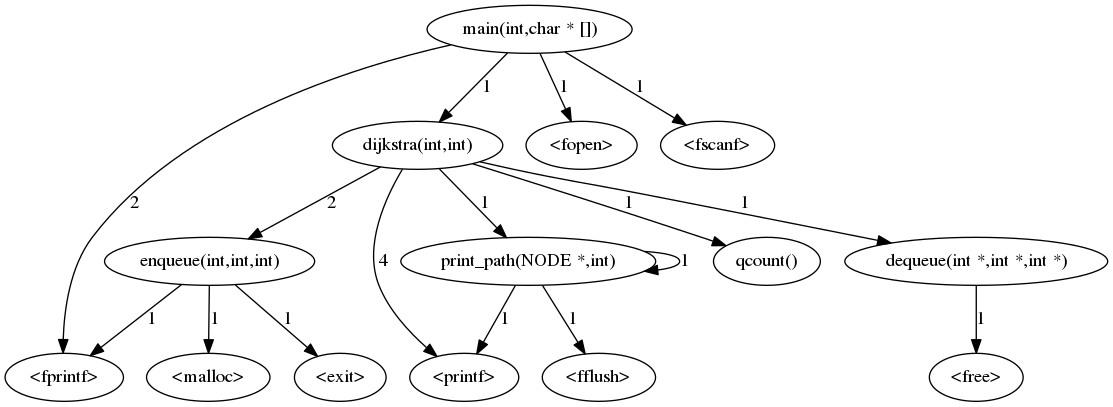 main(int,char * [])
1
1
1
dijkstra(int,int)
<fopen>
<fscanf>
2
2
1
1
1
enqueue(int,int,int)
4
print_path(NODE *,int)
1
qcount()
dequeue(int *,int *,int *)
1
1
1
1
1
1
<fprintf>
<malloc>
<exit>
<printf>
<fflush>
<free>